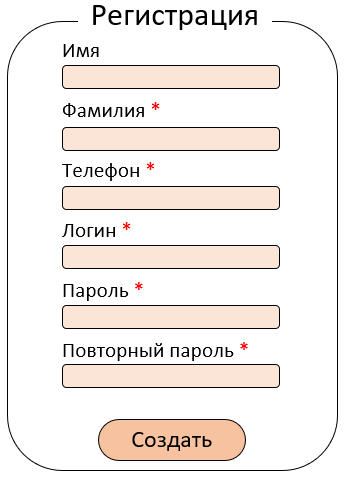 Регистрация
Имя
Фамилия *
Телефон *
Логин *
Пароль *
Повторный пароль *
Создать